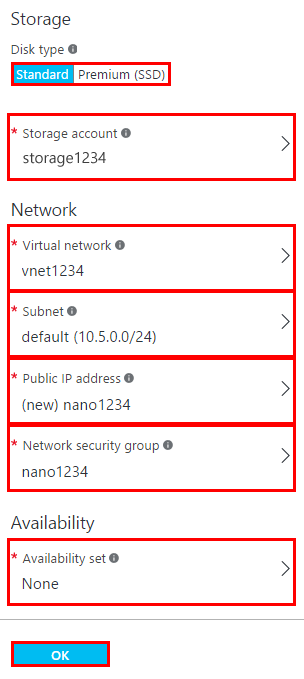 Storage
Disk type
Standard Premium (SSD)
* Storage account
storage1234
Network
* Virtual network
vnet1234
* Subnet
default (10.5.0.0/24)
* Public IP address
(new) nano1234
* Network security group
nano1234
Availability
* Availability set
None
OK